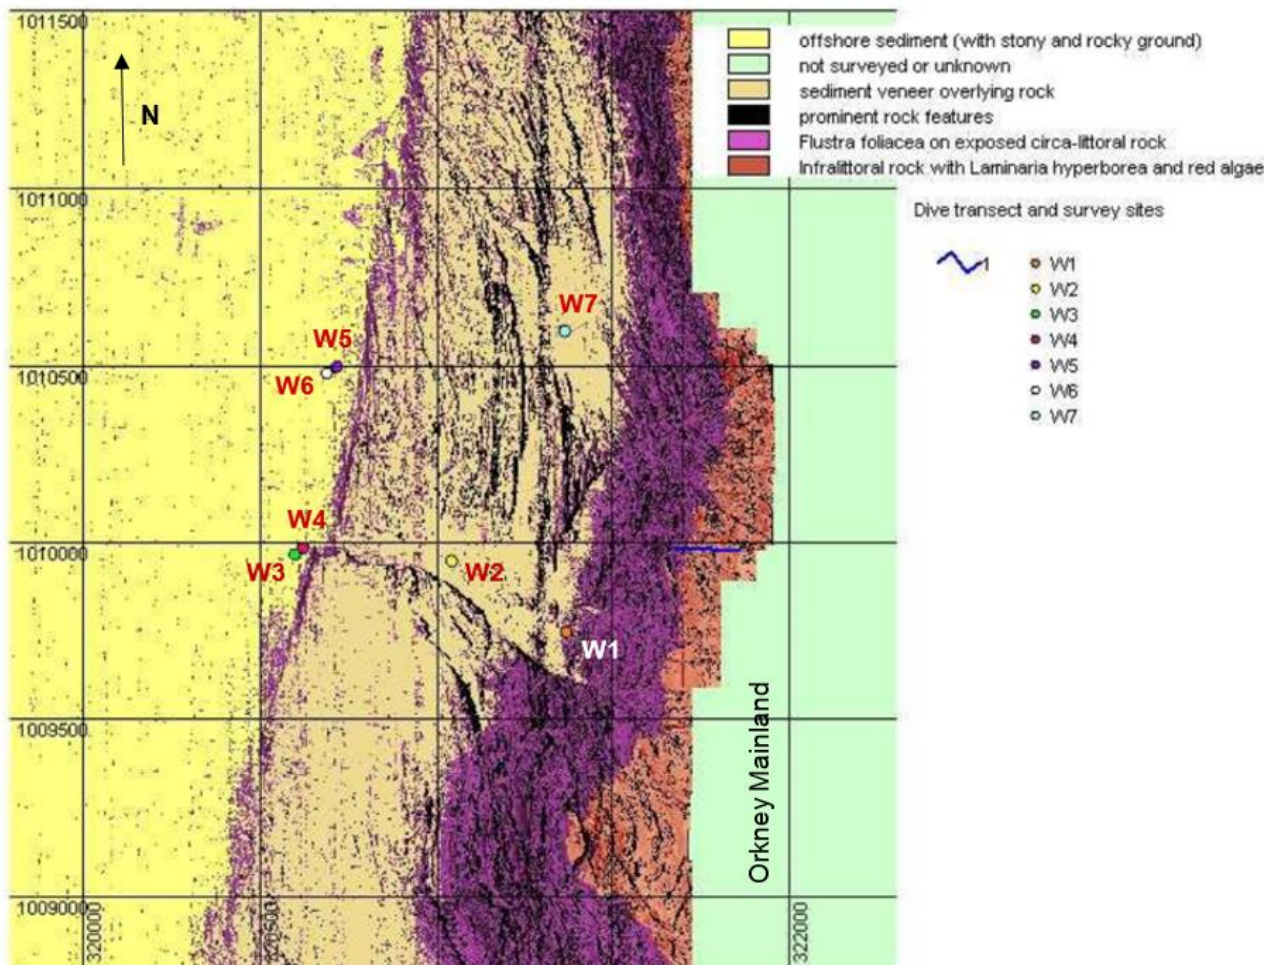 1011500
N
1011000
1010500
1010000
1009500
10090000
320000
320500
322000
offshore sediment (with stony and rocky ground)
not surveyed or unknown
sediment veneer overlying rock
prominent rock features
Flustra foliacea on exposed circa-littoral rock
Infralittoral rock with Laminaria hyperborea and red algae
Dive transect and survey sites
1
W1
W2
W3
W4
W5
W6
W7
W7
W5
W6
W4
W3
W2
W1
Orkney Mainland